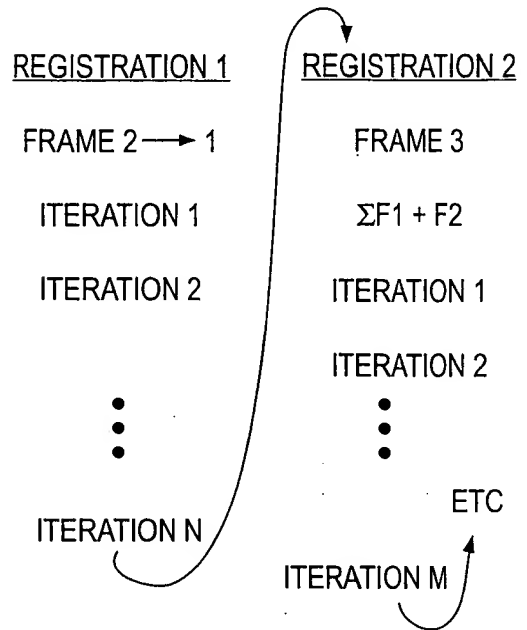 REGISTRATION 1
FRAME 2 → 1
ITERATION 1
ITERATION 2
ITERATION N
REGISTRATION 2
FRAME 3
ΣF1 + F2
ITERATION 1
ITERATION 2
ITERATION M
ETC